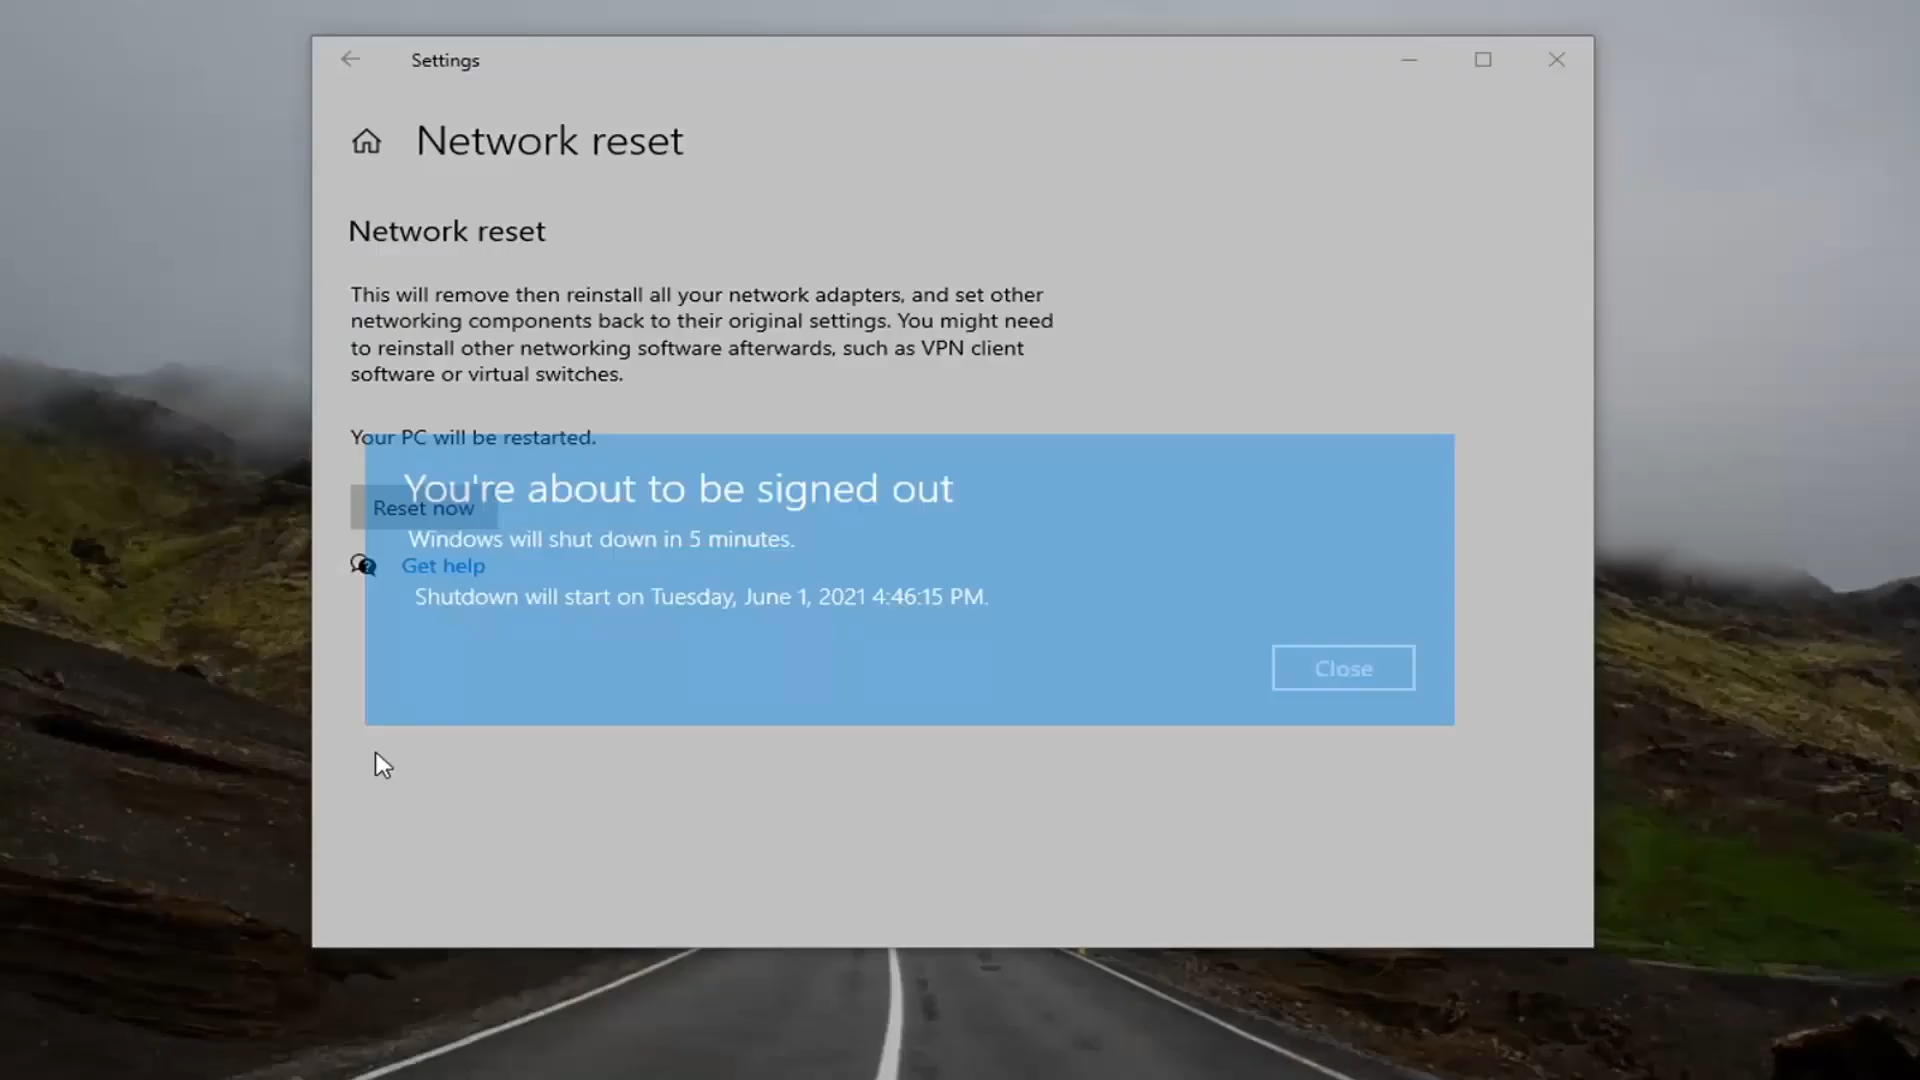 Settings
Network reset
Network reset
This will remove then reinstall all your network adapters, and set other
networking components back to their original settings. You might need
to reinstall other networking software afterwards, such as VPN client
software or virtual switches.
Your PC will be restarted.
You're about to be signed out
Reset now
Windows will shut down in 5 minutes.
Get help
Shutdown will start on Tuesday, June 1, 2021 4:46:15 PM.
Close